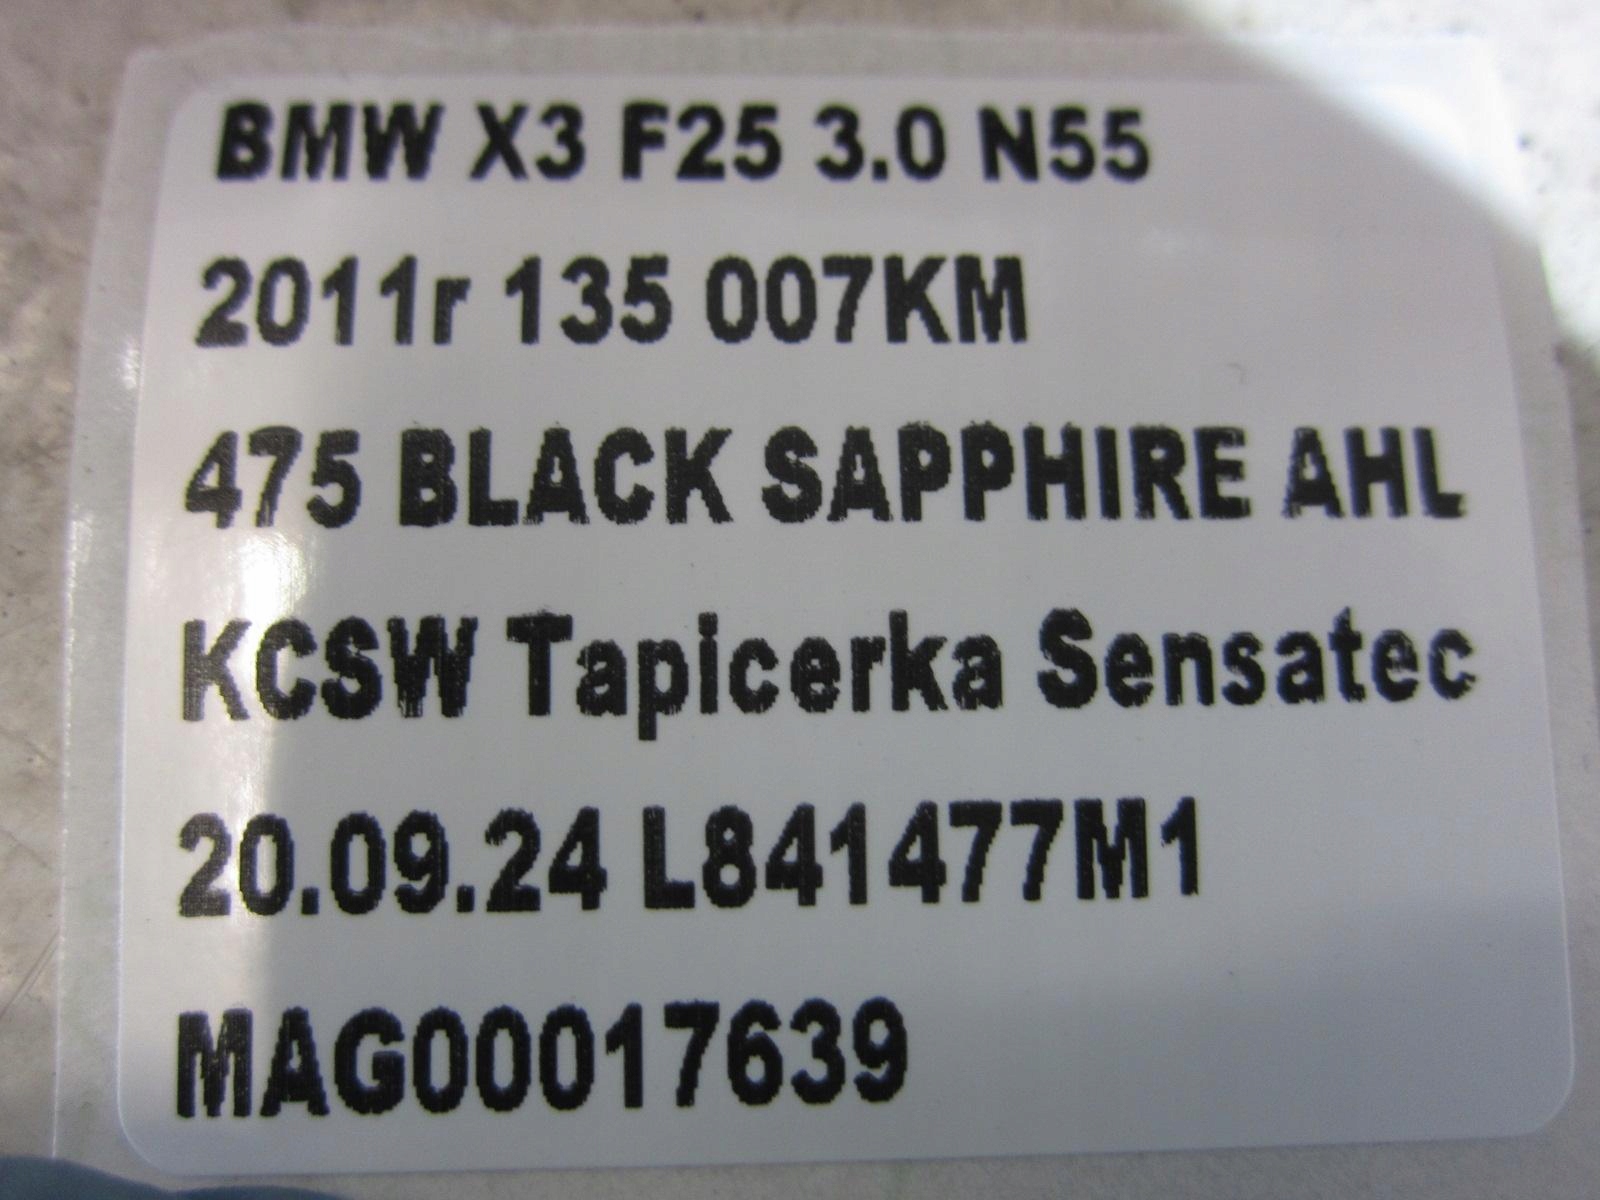 BMW X3 F25 3.0 N55
2011r 135 007KM
475 BLACK SAPPHIRE AHL
KCSW Tapicerka Sensatec
20.09.24 L841477M1
MAG00017639